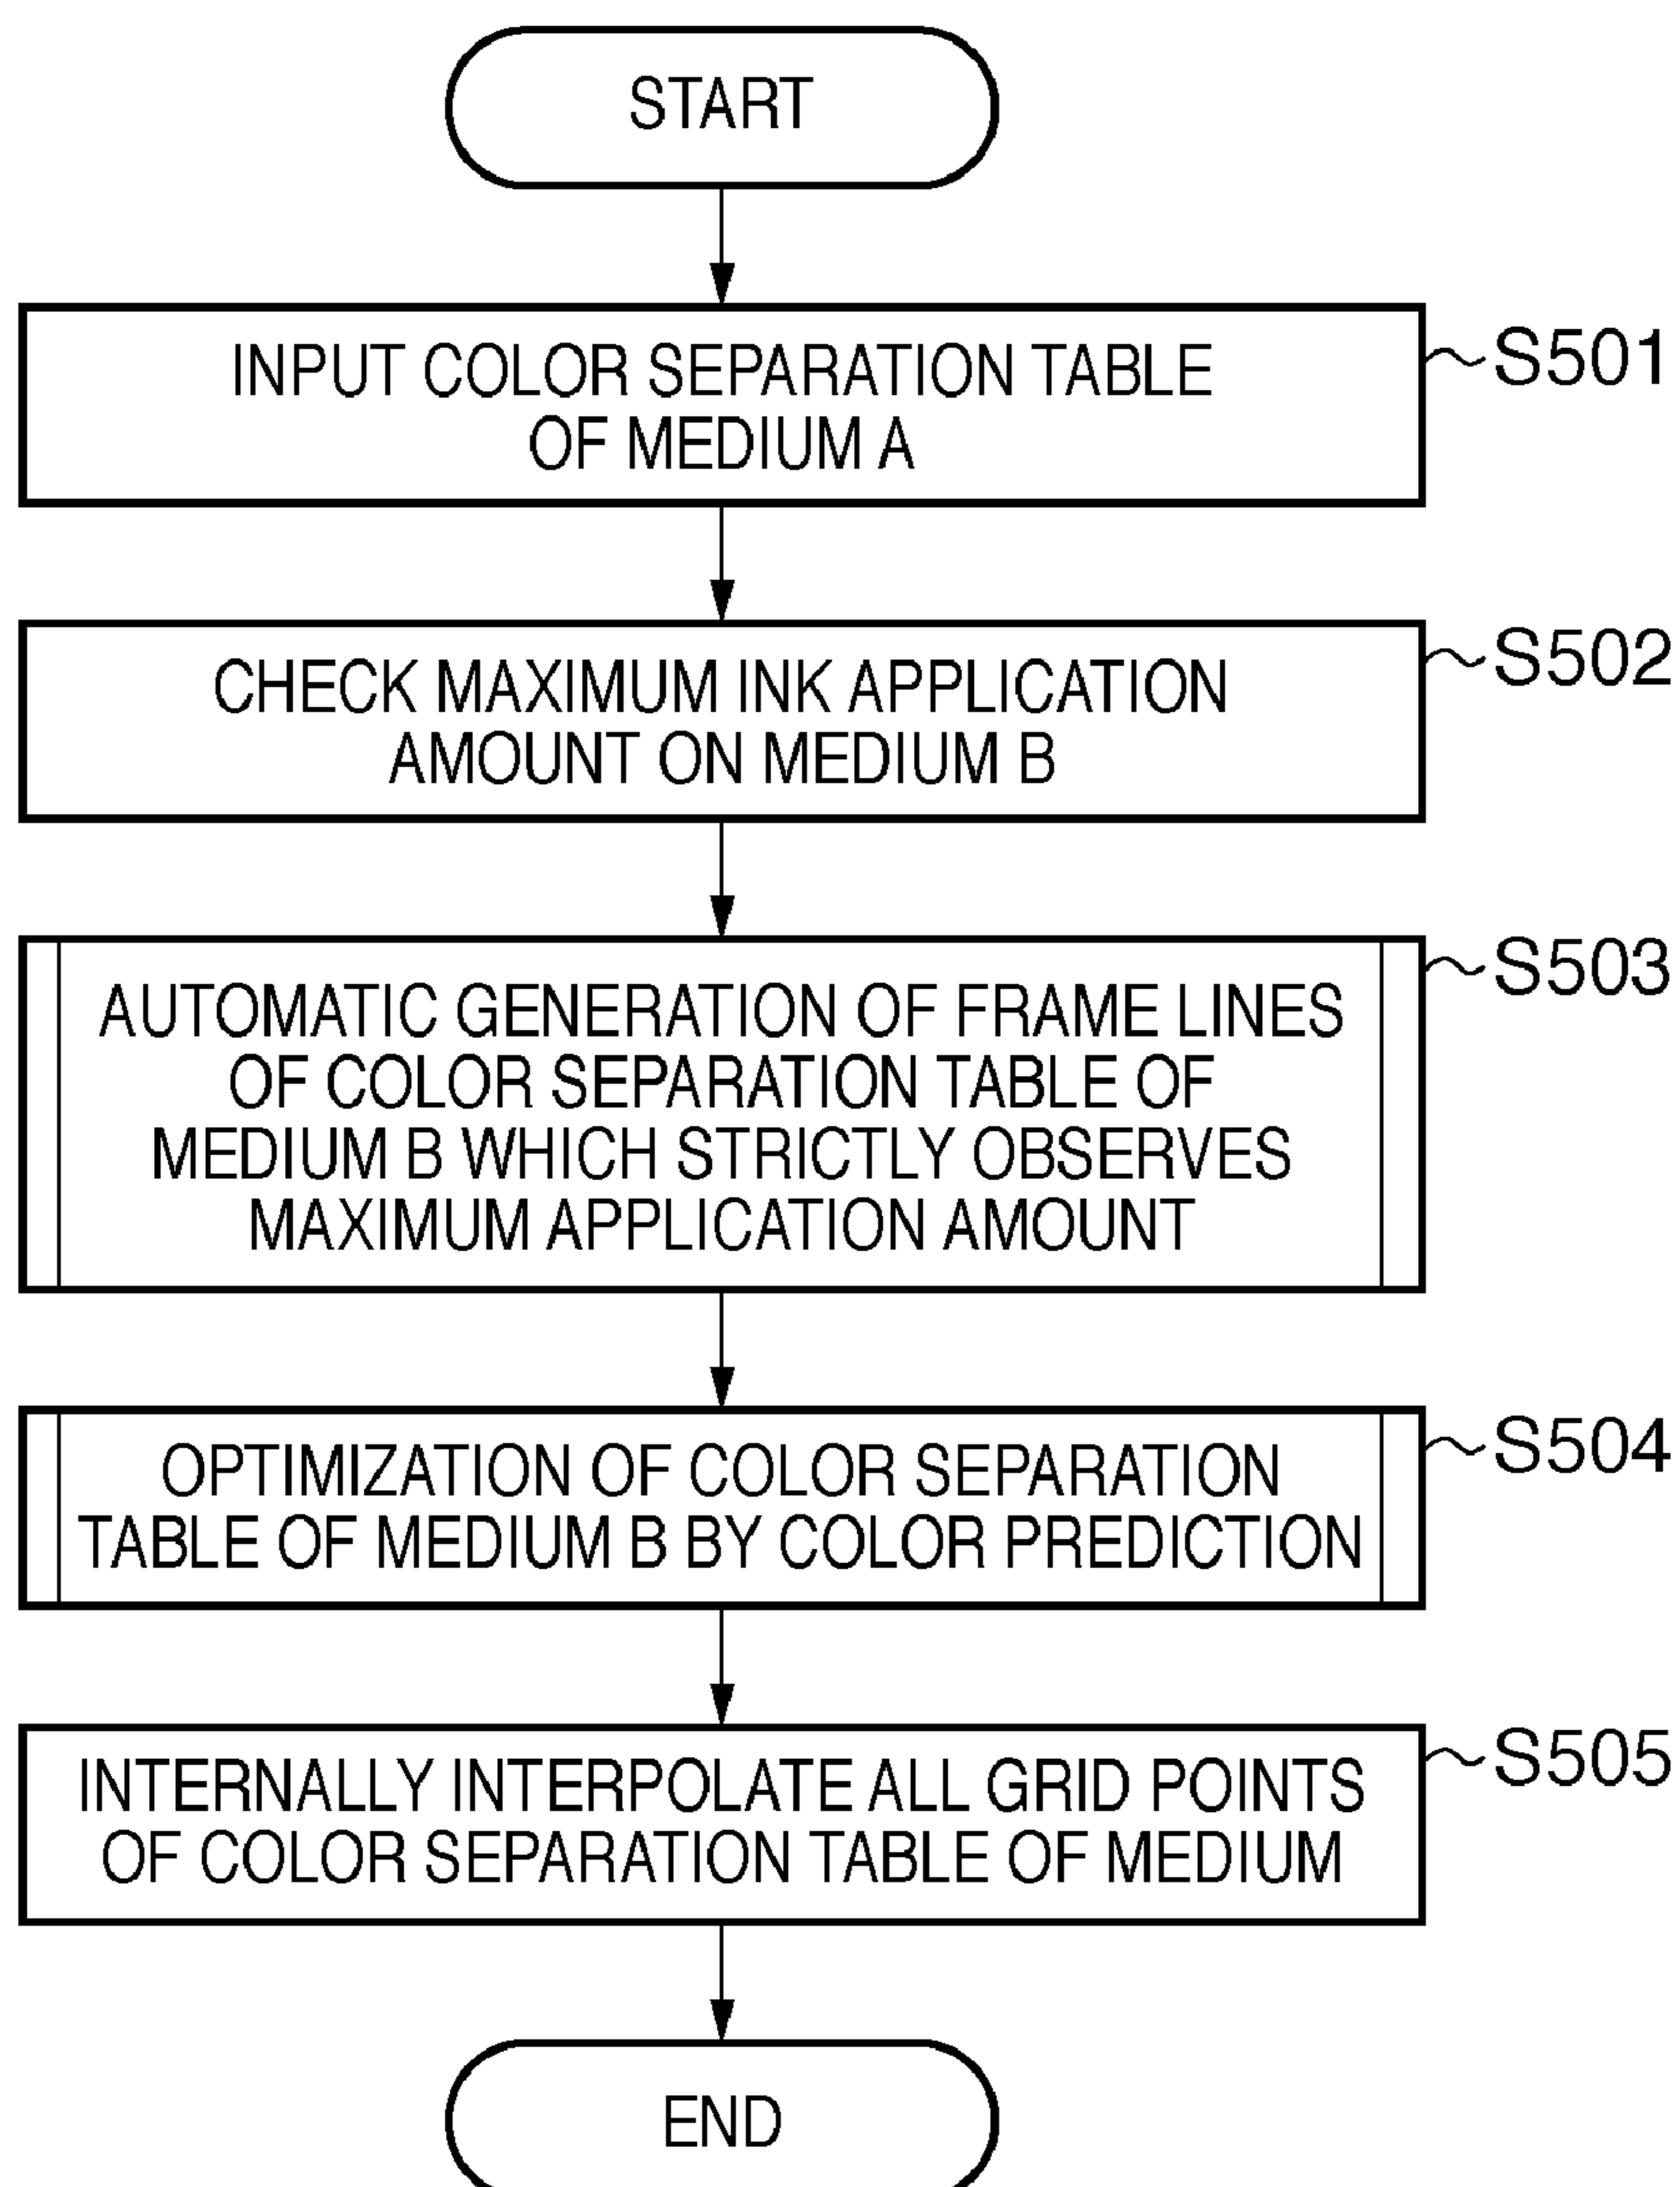 START
INPUT COLOR SEPARATION TABLE
OF MEDIUM A
S501
CHECK MAXIMUM INK APPLICATION
AMOUNT ON MEDIUM B
S502
AUTOMATIC GENERATION OF FRAME LINES
OF COLOR SEPARATION TABLE OF
MEDIUM B WHICH STRICTLY OBSERVES
MAXIMUM APPLICATION AMOUNT
S503
OPTIMIZATION OF COLOR SEPARATION
TABLE OF MEDIUM B BY COLOR PREDICTION
S504
INTERNALLY INTERPOLATE ALL GRID POINTS
OF COLOR SEPARATION TABLE OF MEDIUM
S505
END